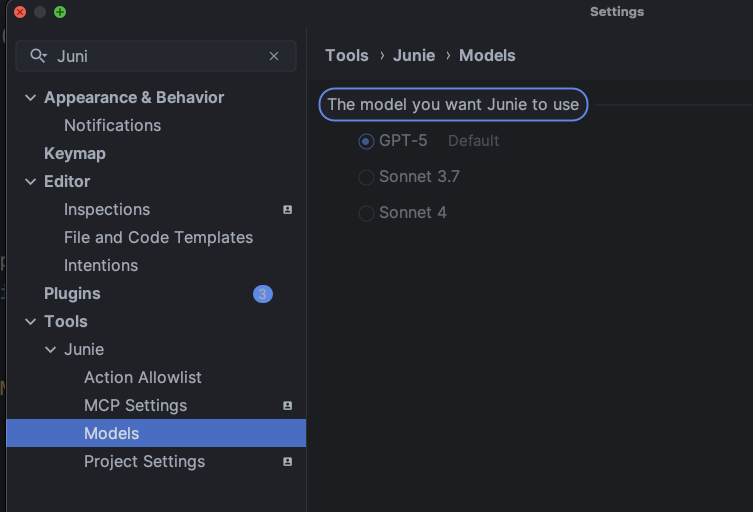 Settings
Juni
Appearance & Behavior
Notifications
Keymap
Editor
Inspections
File and Code Templates
Intentions
Plugins 3
Tools
Junie
Action Allowlist
MCP Settings
Models
Project Settings
Tools › Junie › Models
The model you want Junie to use
GPT-5 Default
Sonnet 3.7
Sonnet 4